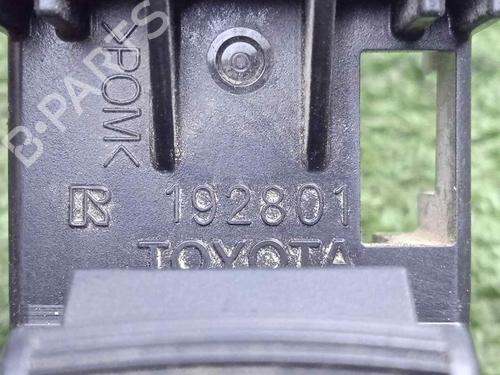 >POM<
R 192801
TOYOTA
B-PARTS